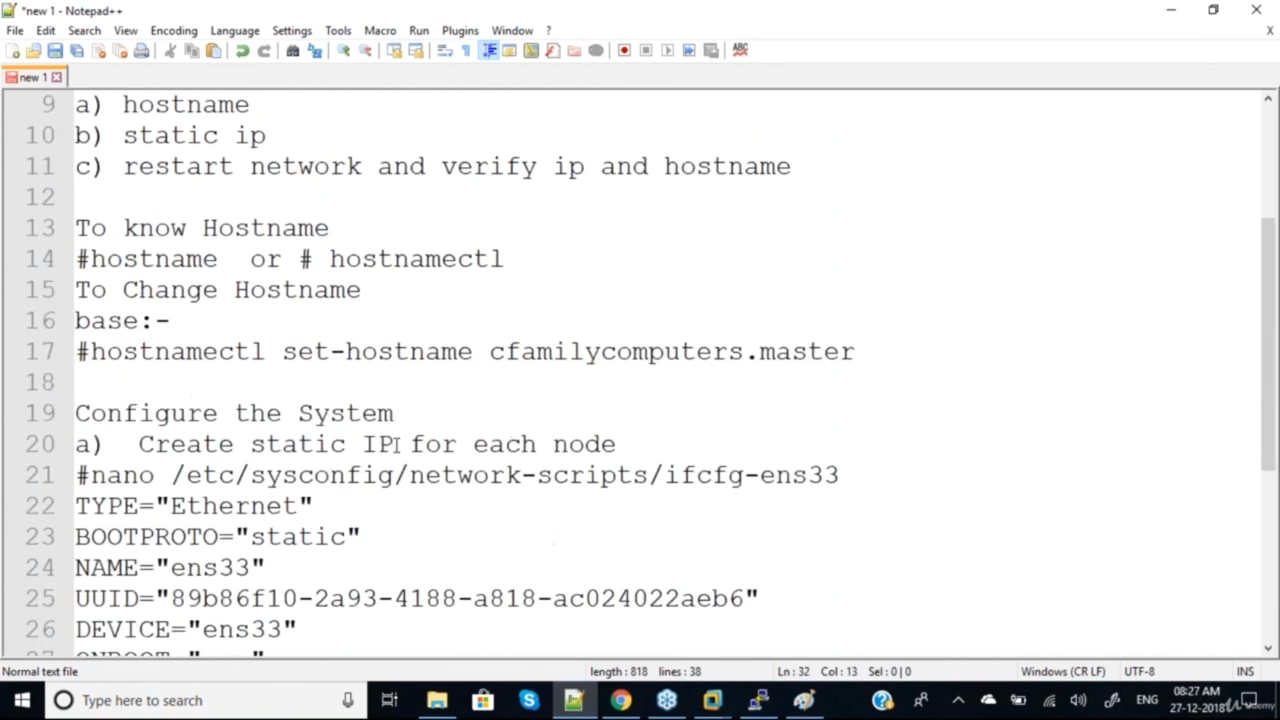 *new 1 - Notepad++
File Edit Search View Encoding Language Settings Tools Macro Run Plugins Window ?
X
new 1
9 a) hostname
10 b) static ip
11 c) restart network and verify ip and hostname
12
13 To know Hostname
14 #hostname or # hostnamectl
15 To Change Hostname
16 base:-
17 #hostnamectl set-hostname cfamilycomputers.master
18
19 Configure the System
20 a) Create static IP for each node
21 #nano /etc/sysconfig/network-scripts/ifcfg-ens33
22 TYPE="Ethernet"
23 BOOTPROTO="static"
24 NAME="ens33"
25 UUID="89b86f10-2a93-4188-a818-ac024022aeb6"
26 DEVICE="ens33"
Normal text file length : 818 lines : 38 Ln : 32 Col : 13 Sel : 0 | 0 Windows (CR LF) UTF-8 INS
Type here to search
ENG
08:27 AM
27-12-2018
Udemy